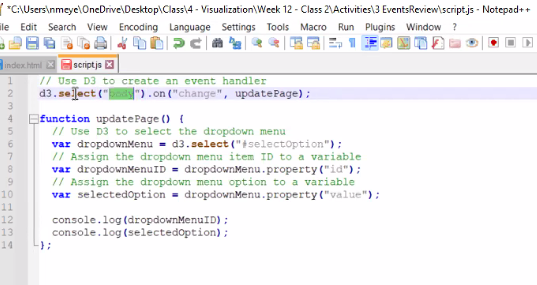 *C:\Users\nmeye\OneDrive\Desktop\Class\4 - Visualization\Week 12 - Class 2\Activities\3 EventsReview\script.js - Notepad++
File Edit Search View Encoding Language Settings Tools Macro Run Plugins Window ?
index.html script.js
1 // Use D3 to create an event handler
2 d3.select("body").on("change", updatePage);
3
4 function updatePage() {
5 // Use D3 to select the dropdown menu
6 var dropdownMenu = d3.select("#selectOption");
7 // Assign the dropdown menu item ID to a variable
8 var dropdownMenuID = dropdownMenu.property("id");
9 // Assign the dropdown menu option to a variable
10 var selectedOption = dropdownMenu.property("value");
11
12 console.log(dropdownMenuID);
13 console.log(selectedOption);
14 };